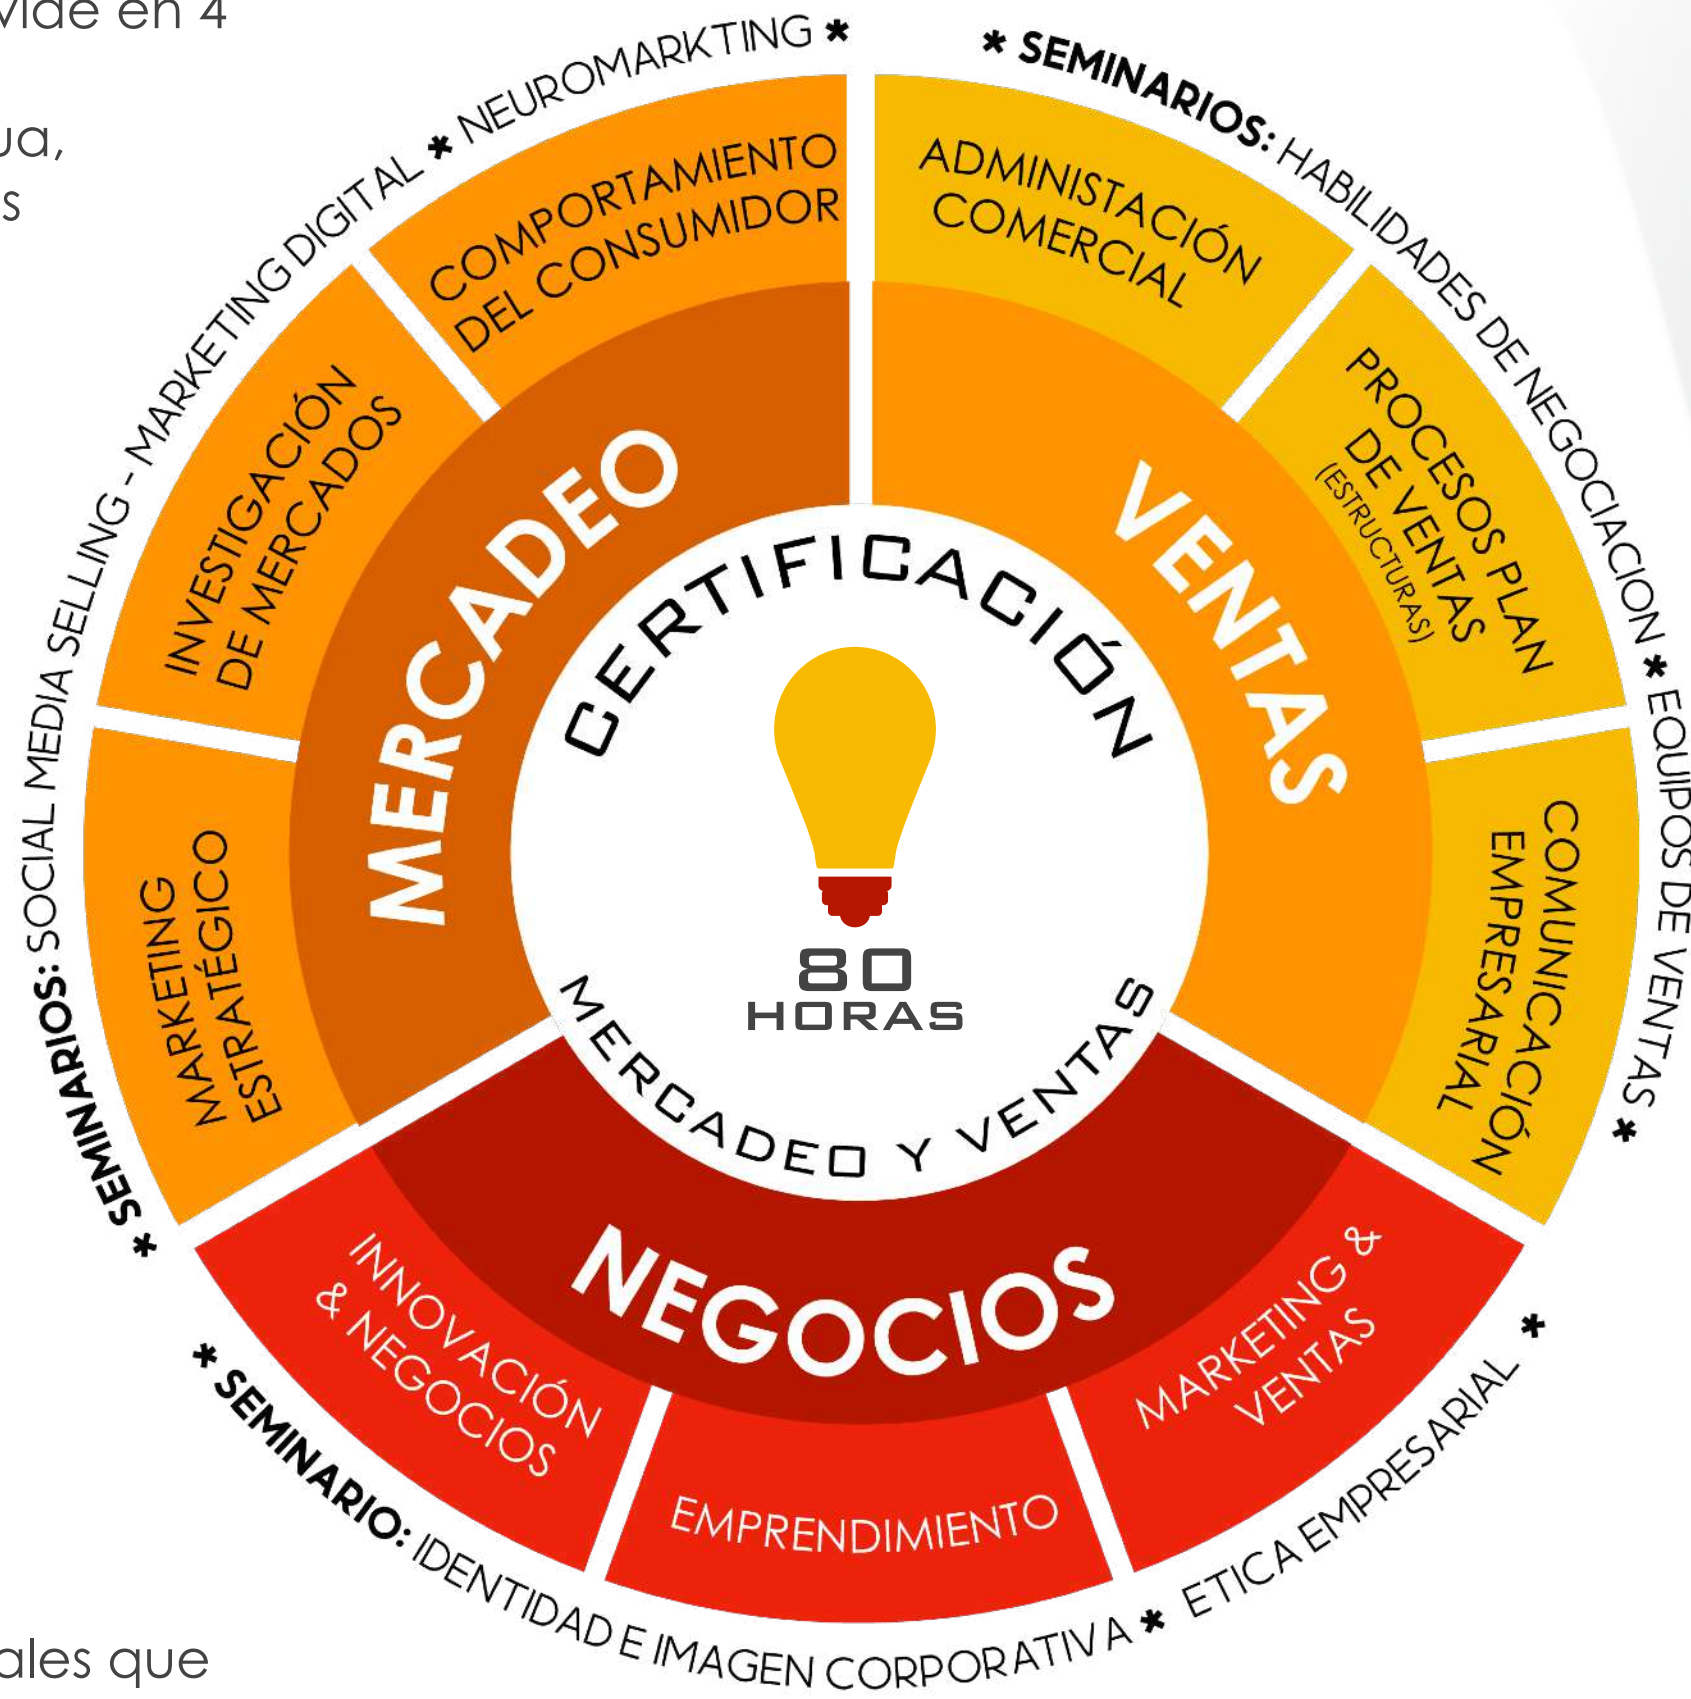 vide en 4
ua,
s
ales que
CERTIFICACIÓN
80
HORAS
MERCADEO Y VENTAS
MERCADEO
MARKETING
ESTRATÉGICO
INVESTIGACIÓN
DE MERCADOS
COMPORTAMIENTO
DEL CONSUMIDOR
* SEMINARIOS: SOCIAL MEDIA SELLING - MARKETING DIGITAL * NEUROMARKTING *
VENTAS
ADMINISTACIÓN
COMERCIAL
PROCESOS PLAN
DE VENTAS
(ESTRUCTURAS)
COMUNICACIÓN
EMPRESARIAL
* SEMINARIOS: HABILIDADES DE NEGOCIACION * EQUIPOS DE VENTAS *
NEGOCIOS
INNOVACIÓN
& NEGOCIOS
EMPRENDIMIENTO
MARKETING &
VENTAS
* SEMINARIO: IDENTIDAD E IMAGEN CORPORATIVA * ETICA EMPRESARIAL *